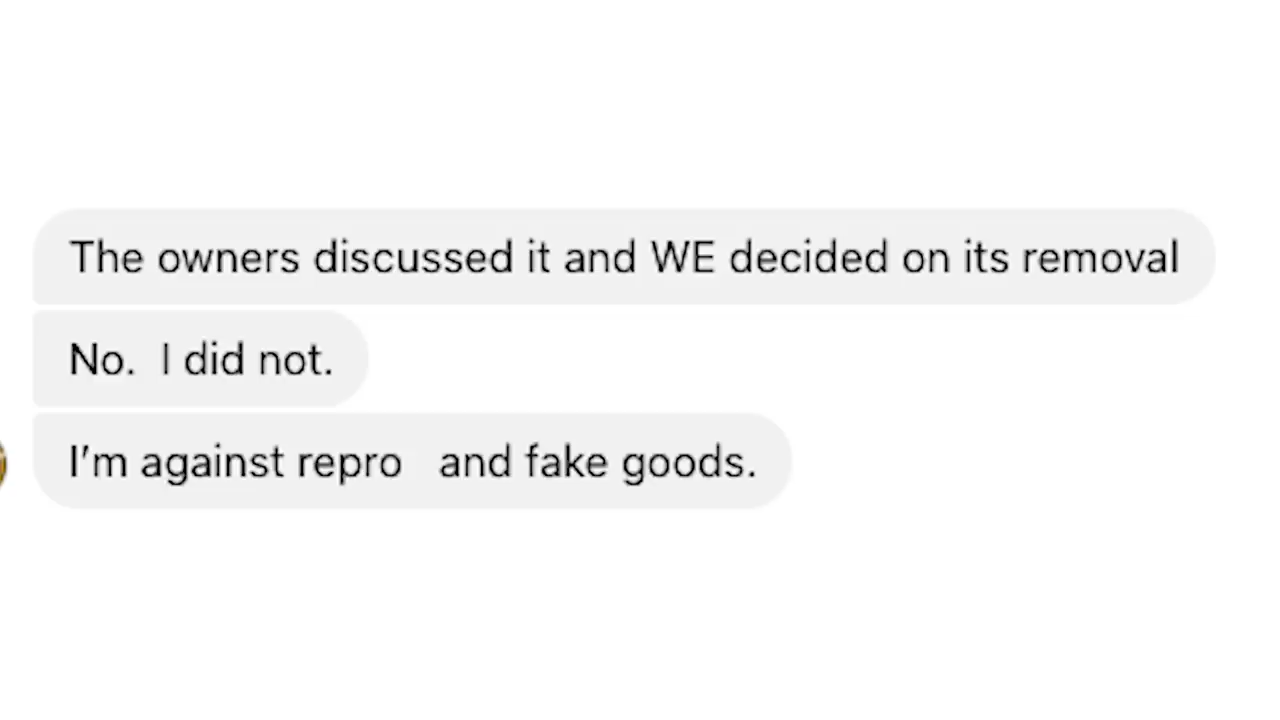 The owners discussed it and WE decided on its removal
No.  I did not.
I'm against repro   and fake goods.